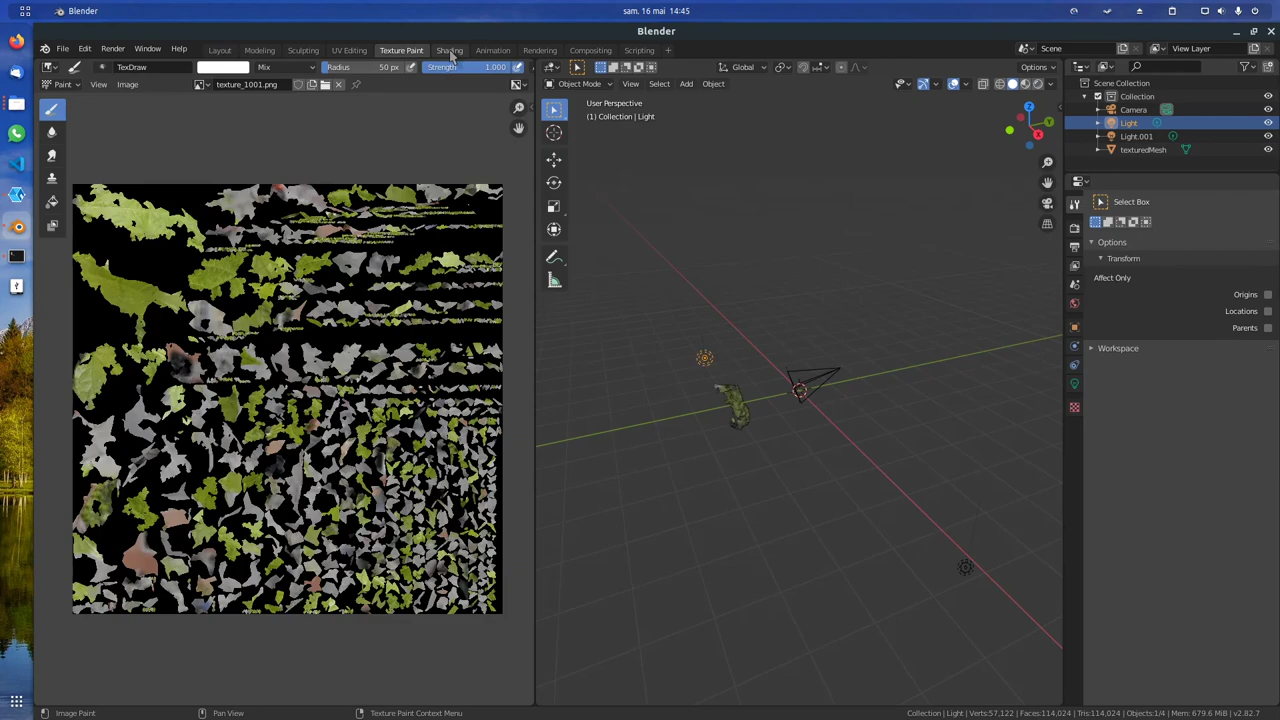 Blender
sam. 16 mai 14:45
Blender
File Edit Render Window Help
Layout Modeling Sculpting UV Editing Texture Paint Shading Animation Rendering Compositing Scripting +
Scene
View Layer
TexDraw
Mix
Radius 50 px
Strength 1.000
Global
Options
Paint View Image
texture_1001.png
Object Mode View Select Add Object
User Perspective
(1) Collection | Light
Z
Y
X
Scene Collection
Collection
Camera
Light
Light.001
texturedMesh
Select Box
Options
Transform
Affect Only
Origins
Locations
Parents
Workspace
Image Paint
Pan View
Texture Paint Context Menu
Collection | Light | Verts:57,122 | Faces:114,024 | Tris:114,024 | Objects:1/4 | Mem: 679.6 MiB | v2.82.7